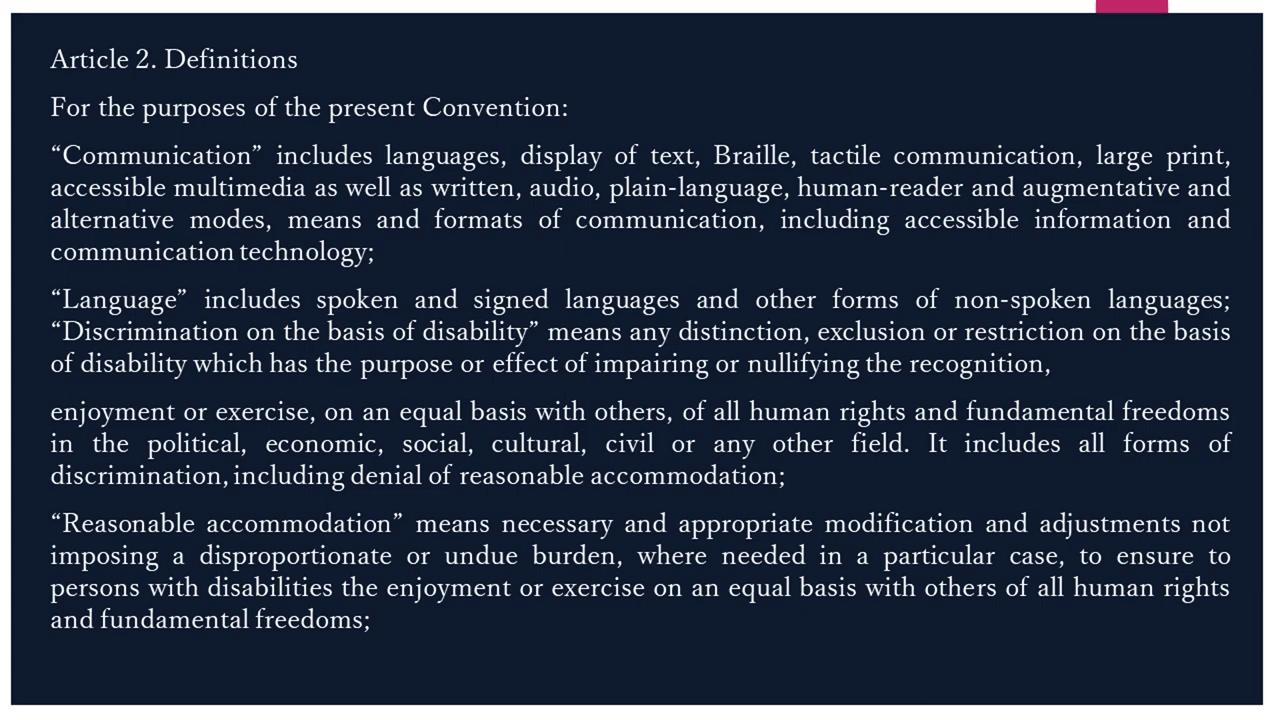 Article 2. Definitions
For the purposes of the present Convention:
“Communication” includes languages, display of text, Braille, tactile communication, large print,
accessible multimedia as well as written, audio, plain-language, human-reader and augmentative and
alternative modes, means and formats of communication, including accessible information and
communication technology;
“Language” includes spoken and signed languages and other forms of non-spoken languages;
“Discrimination on the basis of disability” means any distinction, exclusion or restriction on the basis
of disability which has the purpose or effect of impairing or nullifying the recognition,
enjoyment or exercise, on an equal basis with others, of all human rights and fundamental freedoms
in the political, economic, social, cultural, civil or any other field. It includes all forms of
discrimination, including denial of reasonable accommodation;
“Reasonable accommodation” means necessary and appropriate modification and adjustments not
imposing a disproportionate or undue burden, where needed in a particular case, to ensure to
persons with disabilities the enjoyment or exercise on an equal basis with others of all human rights
and fundamental freedoms;